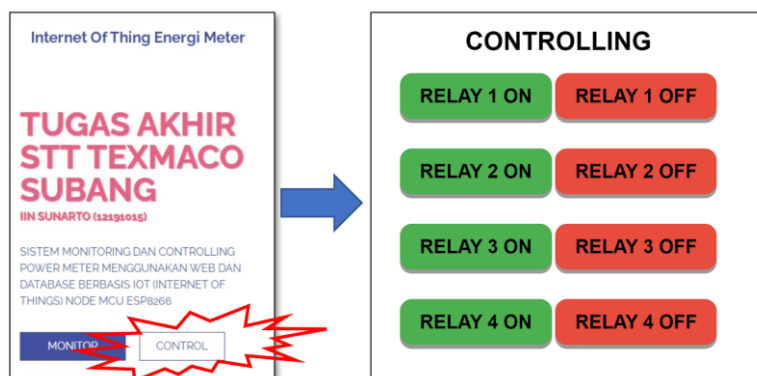 Internet Of Thing Energi Meter
TUGAS AKHIR
STT TEXMACO
SUBANG
IIN SUNARTO (12191015)
SISTEM MONITORING DAN CONTROLLING
POWER METER MENGGUNAKAN WEB DAN
DATABASE BERBASIS IOT (INTERNET OF
THINGS) NODE MCU ESP8266
MONITOR CONTROL
CONTROLLING
RELAY 1 ON RELAY 1 OFF
RELAY 2 ON RELAY 2 OFF
RELAY 3 ON RELAY 3 OFF
RELAY 4 ON RELAY 4 OFF